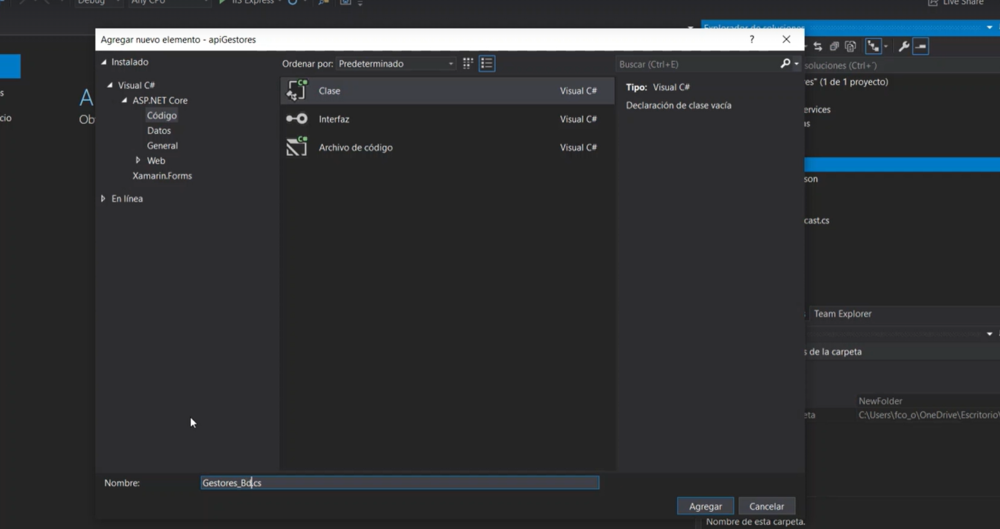 Debug
Any CPU
IIS Express
Live Share
Explorador de soluciones
Agregar nuevo elemento - apiGestores
?
Instalado
Ordenar por: Predeterminado
Buscar (Ctrl+E)
soluciones (Ctrl+¨)
Visual C#
ASP.NET Core
Código
Datos
General
Web
Xamarin.Forms
En línea
Clase Visual C#
Interfaz Visual C#
Archivo de código Visual C#
Tipo: Visual C#
Declaración de clase vacía
es" (1 de 1 proyecto)
ervices
as
son
cast.cs
s
cio
A
Ob
Team Explorer
s de la carpeta
NewFolder
eta C:\Users\fco_o\OneDrive\Escritorio\
Nombre: Gestores_Bd.cs
Agregar Cancelar
Nombre de esta carpeta.